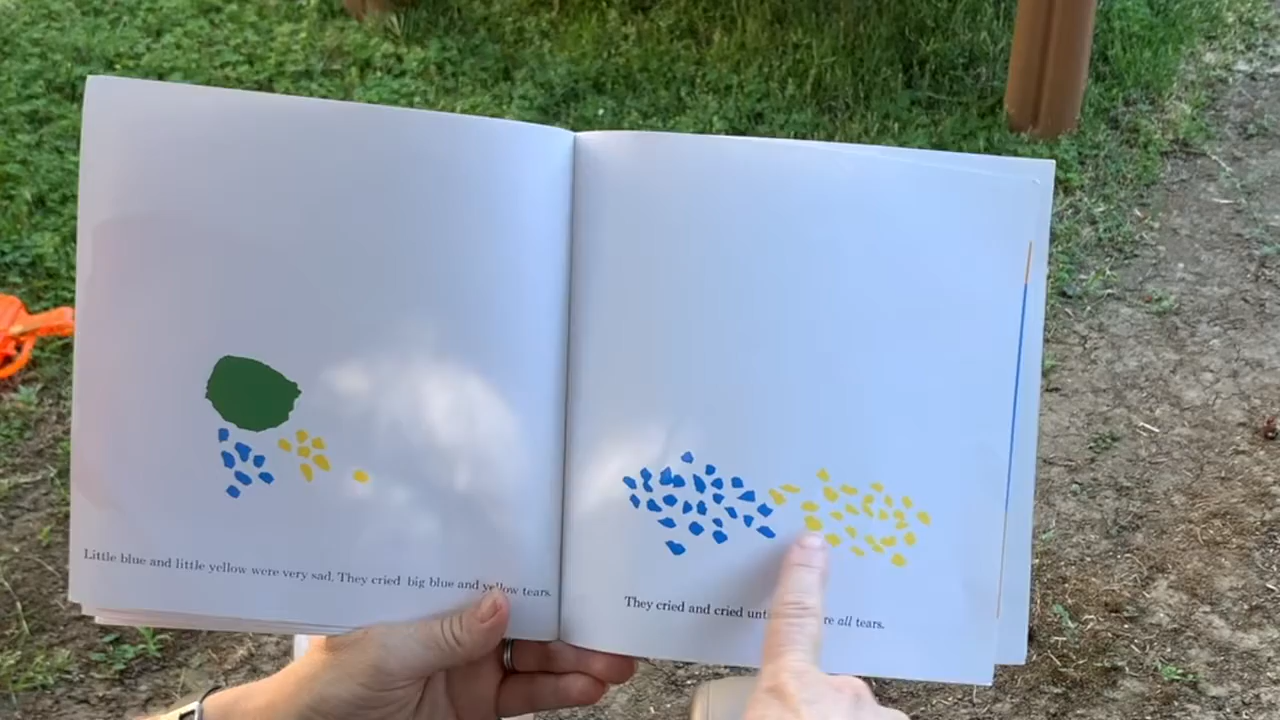 Little blue and little yellow were very sad. They cried big blue and yellow tears.
They cried and cried re all tears.